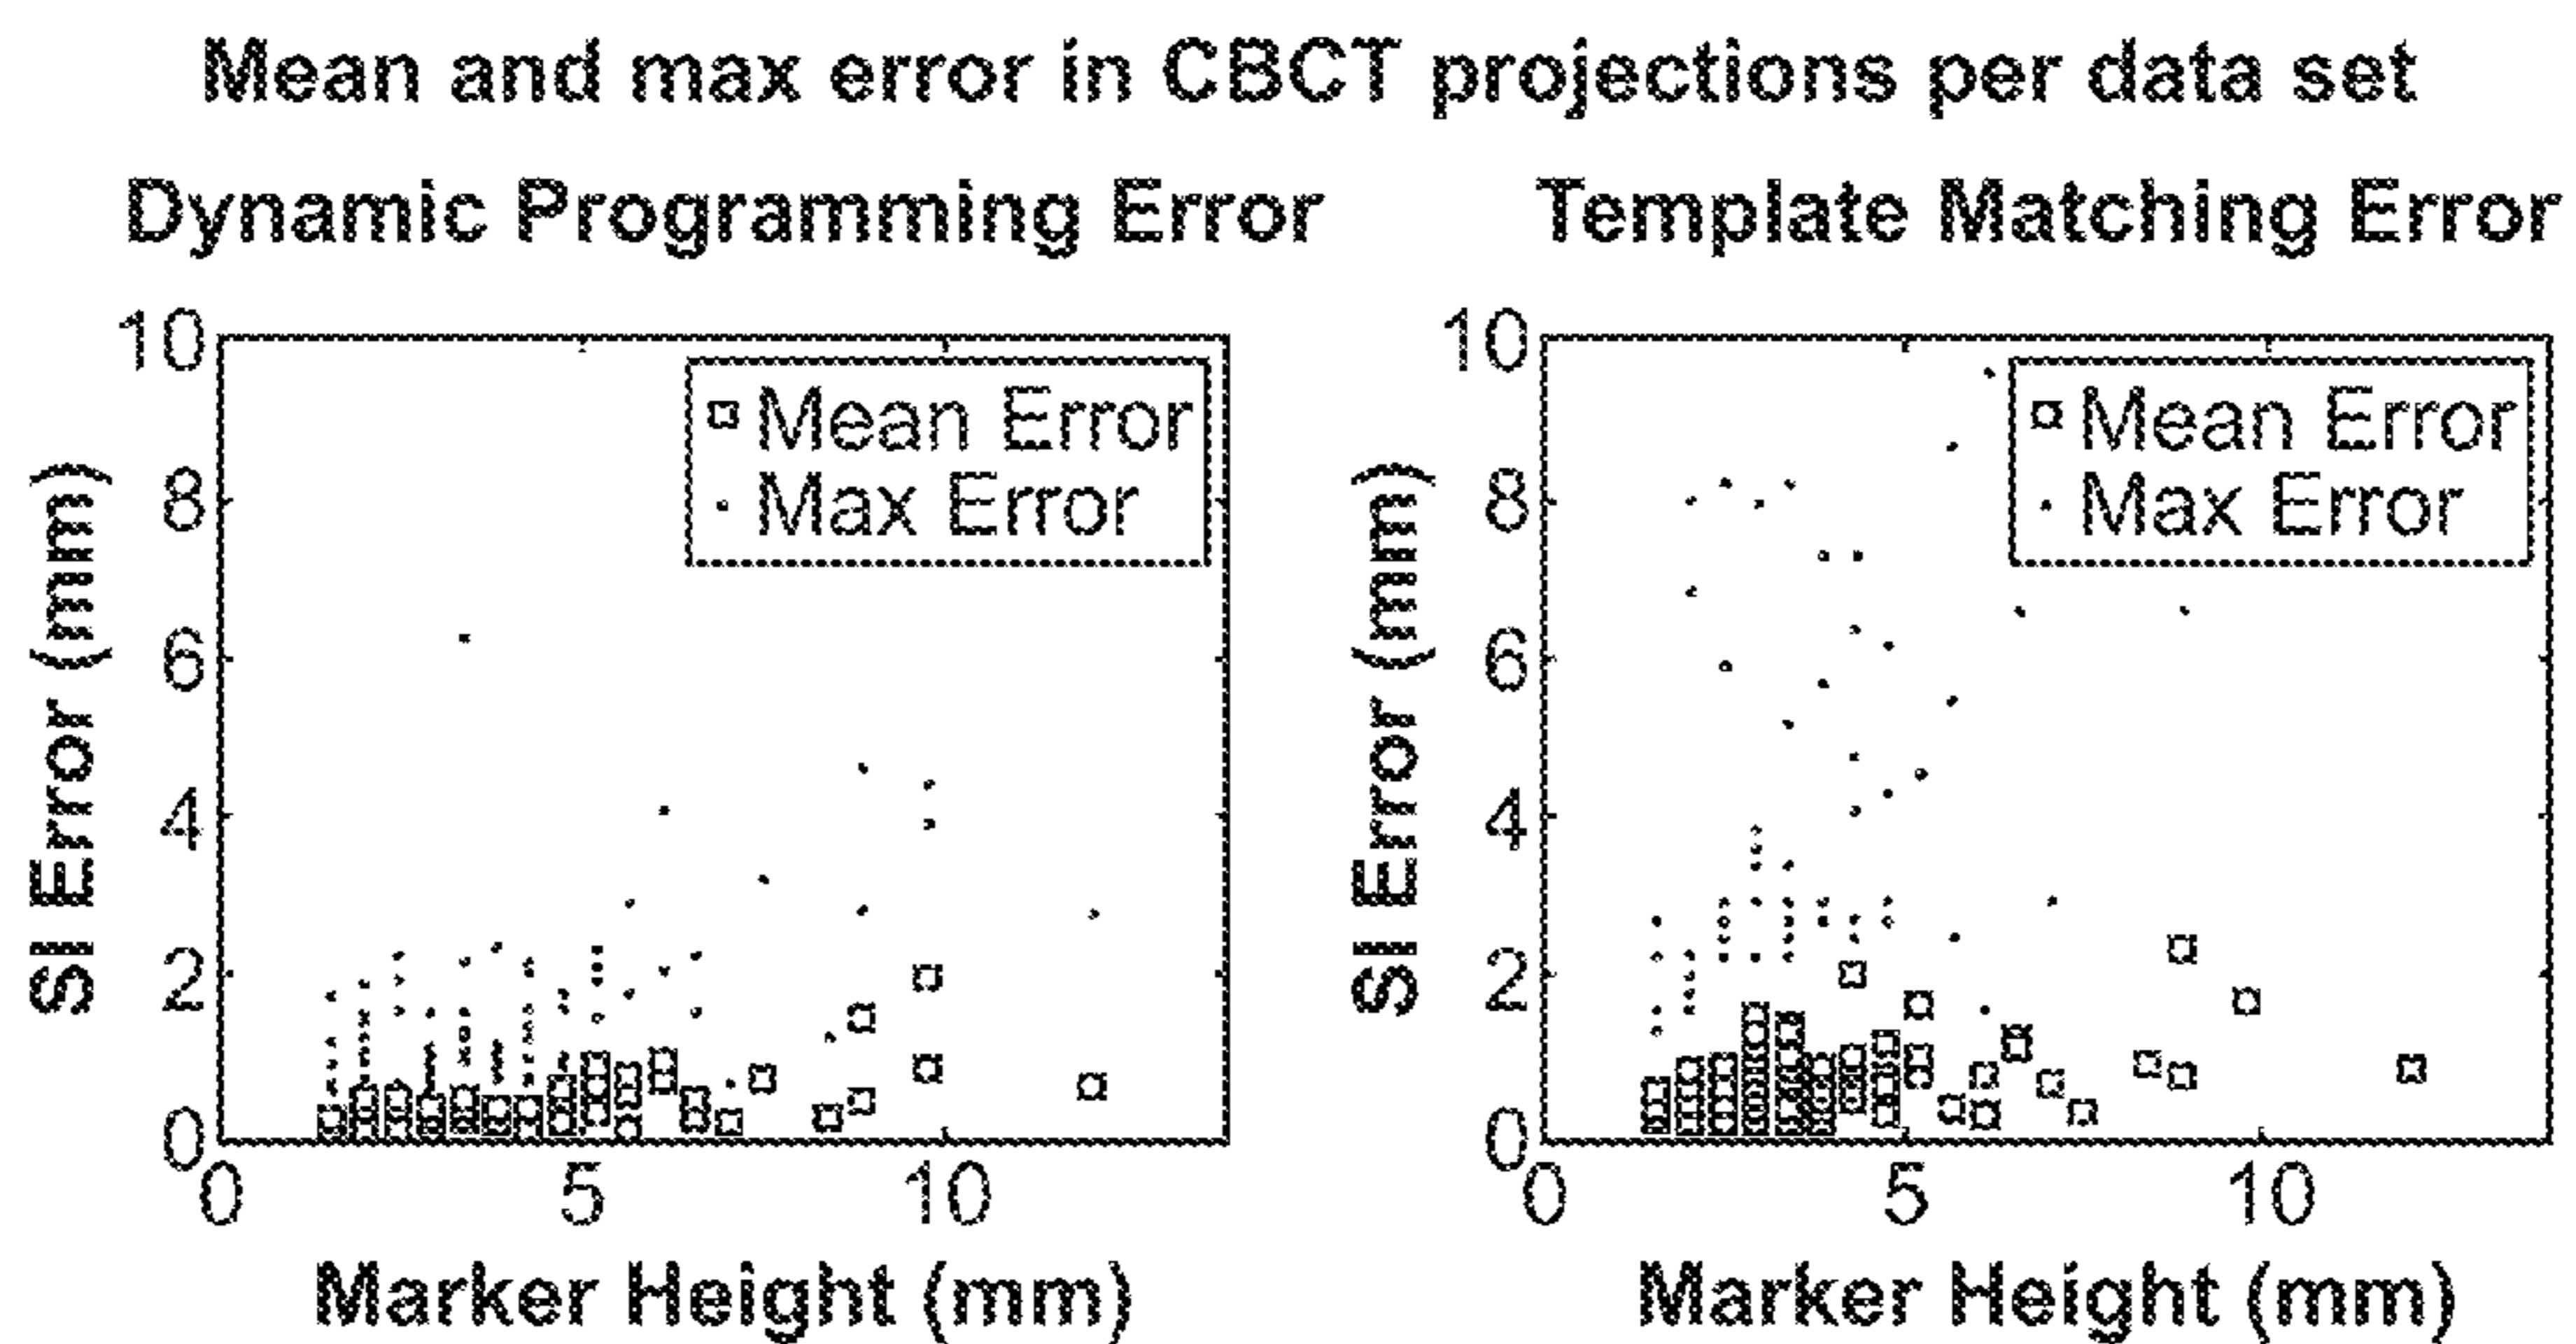 Mean and max error in CBCT projections per data set
Dynamic Programming Error
Template Matching Error
SI Error (mm)
10
8
6
4
2
0
Mean Error
Max Error
0 5 10
Marker Height (mm)
SI Error (mm)
10
8
6
4
2
0
Mean Error
Max Error
0 5 10
Marker Height (mm)